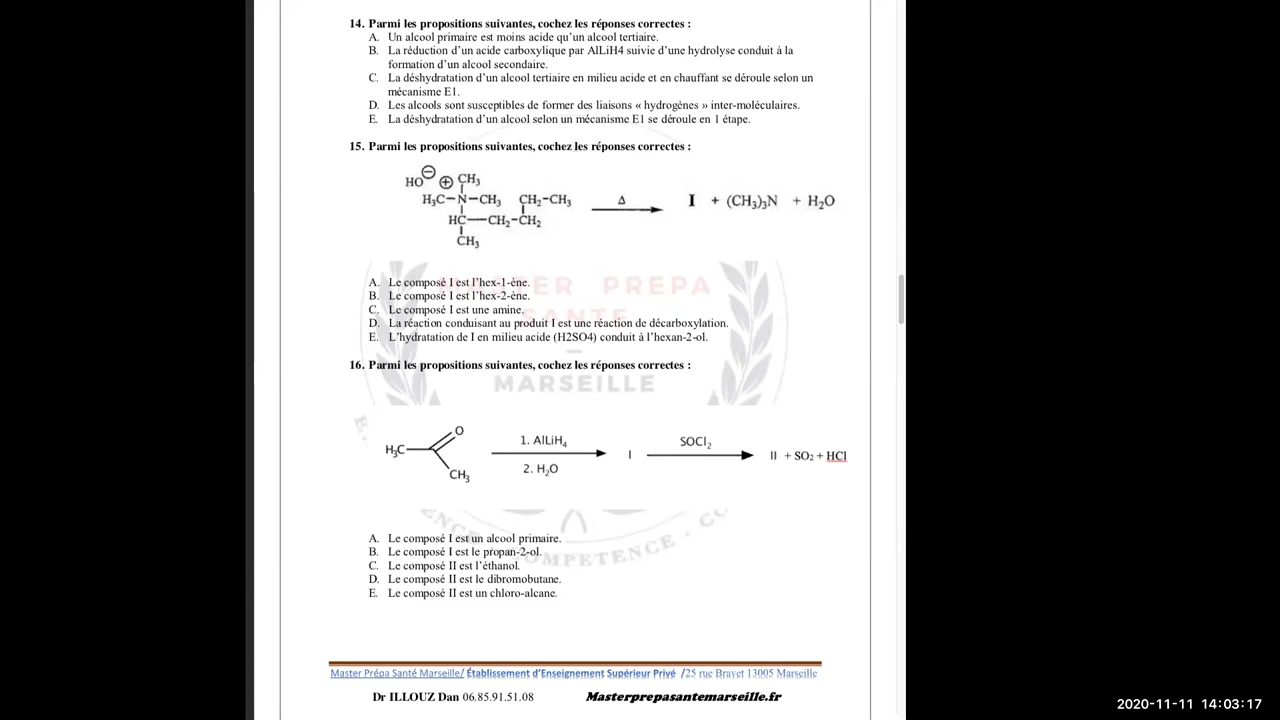 14. Parmi les propositions suivantes, cochez les réponses correctes :
A. Un alcool primaire est moins acide qu'un alcool tertiaire.
B. La réduction d'un acide carboxylique par AlLiH4 suivie d'une hydrolyse conduit à la
formation d'un alcool secondaire.
C. La déshydratation d'un alcool tertiaire en milieu acide et en chauffant se déroule selon un
mécanisme E1.
D. Les alcools sont susceptibles de former des liaisons « hydrogènes » inter-moléculaires.
E. La déshydratation d'un alcool selon un mécanisme E1 se déroule en 1 étape.
15. Parmi les propositions suivantes, cochez les réponses correctes :
HO⊖ ⊕ CH₃
H₃C-N-CH₃ CH₂-CH₃ Δ I + (CH₃)₃N + H₂O
HC-CH₂-CH₂
CH₃
MASTER PREPA
SANTE
MARSEILLE
A. Le composé I est l'hex-1-ène.
B. Le composé I est l'hex-2-ène.
C. Le composé I est une amine.
D. La réaction conduisant au produit I est une réaction de décarboxylation.
E. L'hydratation de I en milieu acide (H2SO4) conduit à l'hexan-2-ol.
16. Parmi les propositions suivantes, cochez les réponses correctes :
H₃C O CH₃ 1. AlLiH₄ 2. H₂O I SOCl₂ II + SO₂ + HCl
COMPETENCE
A. Le composé I est un alcool primaire.
B. Le composé I est le propan-2-ol.
C. Le composé II est l'éthanol.
D. Le composé II est le dibromobutane.
E. Le composé II est un chloro-alcane.
Master Prépa Santé Marseille/ Établissement d'Enseignement Supérieur Privé /25 rue Bravet 13005 Marseille
Dr ILLOUZ Dan 06.85.91.51.08 Masterprepasantemarseille.fr
2020-11-11 14:03:17